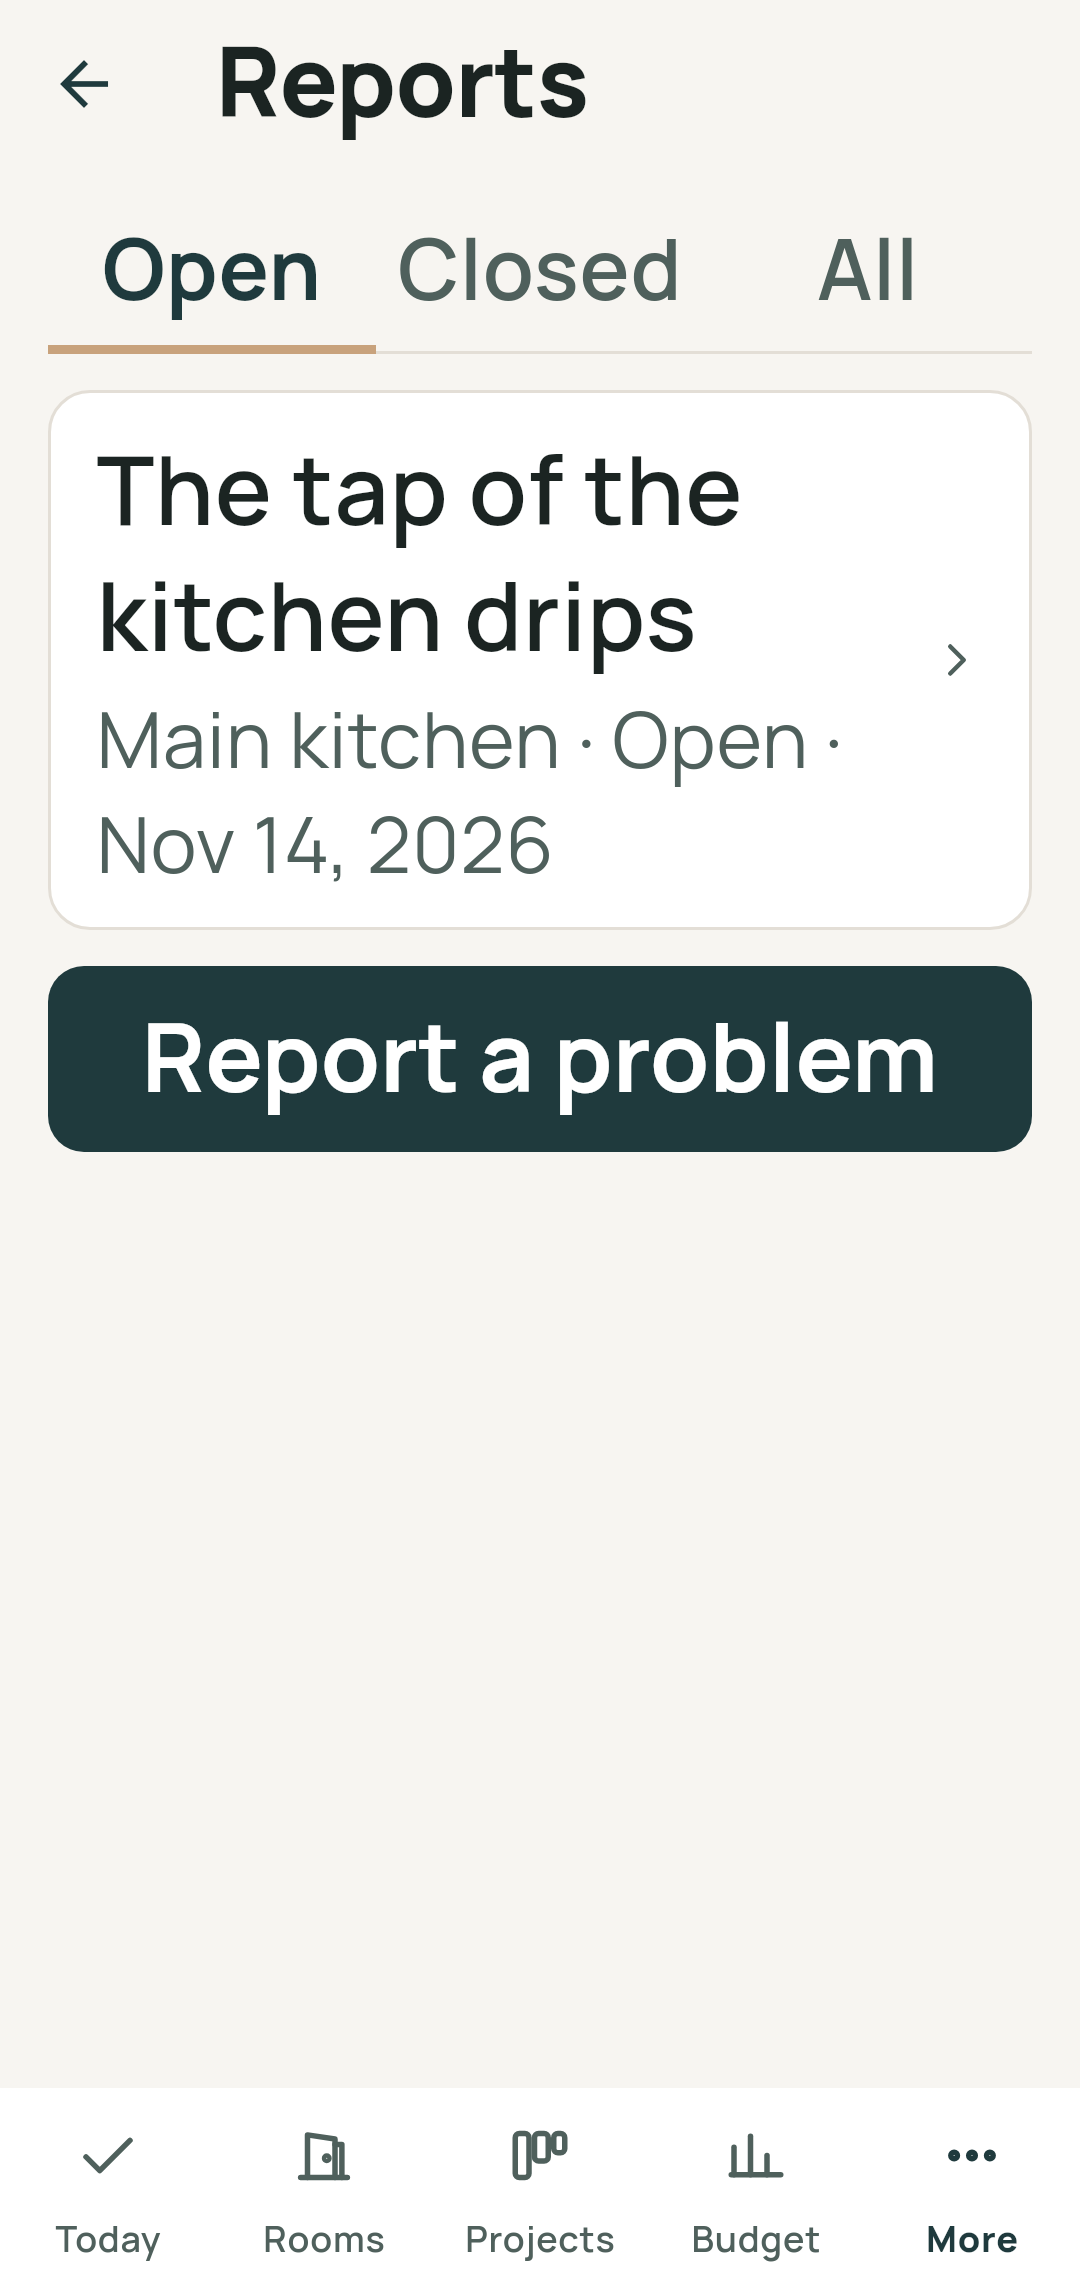 Reports
Open
Closed
All
The tap of the
kitchen drips
Main kitchen · Open ·
Nov 14, 2026
Report a problem
Today
Rooms
Projects
Budget
More